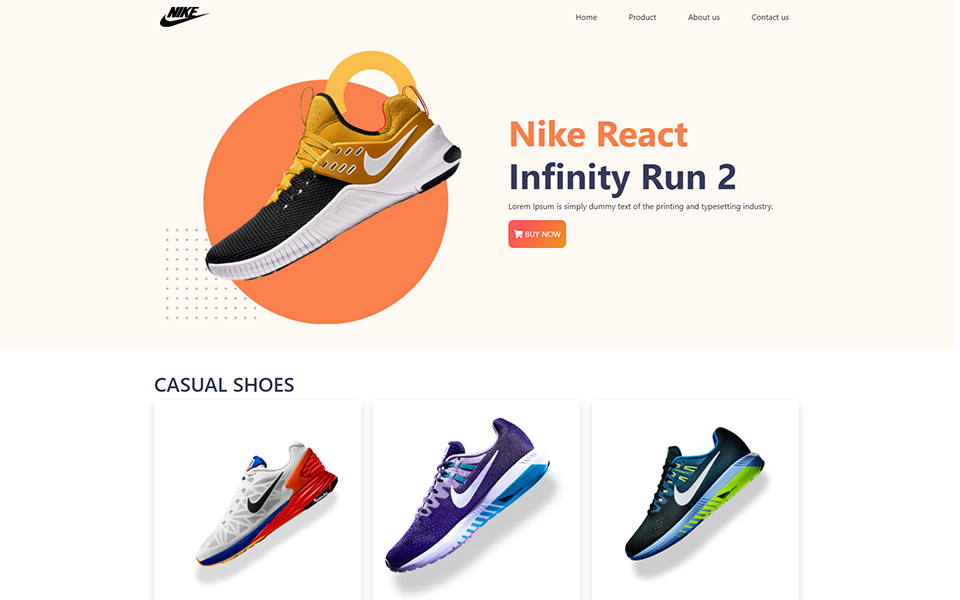 NIKE
Home Product About us Contact us
Nike React
Infinity Run 2
Lorem Ipsum is simply dummy text of the printing and typesetting industry.
BUY NOW
CASUAL SHOES